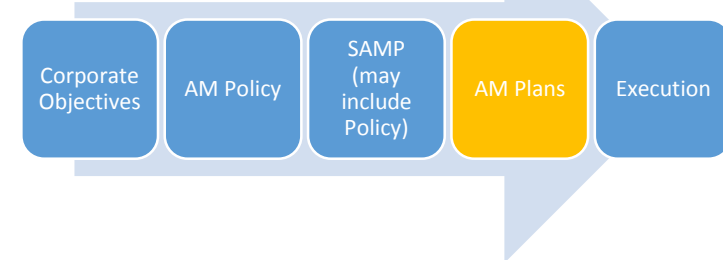 Corporate
Objectives
AM Policy
SAMP
(may
include
Policy)
AM Plans
Execution